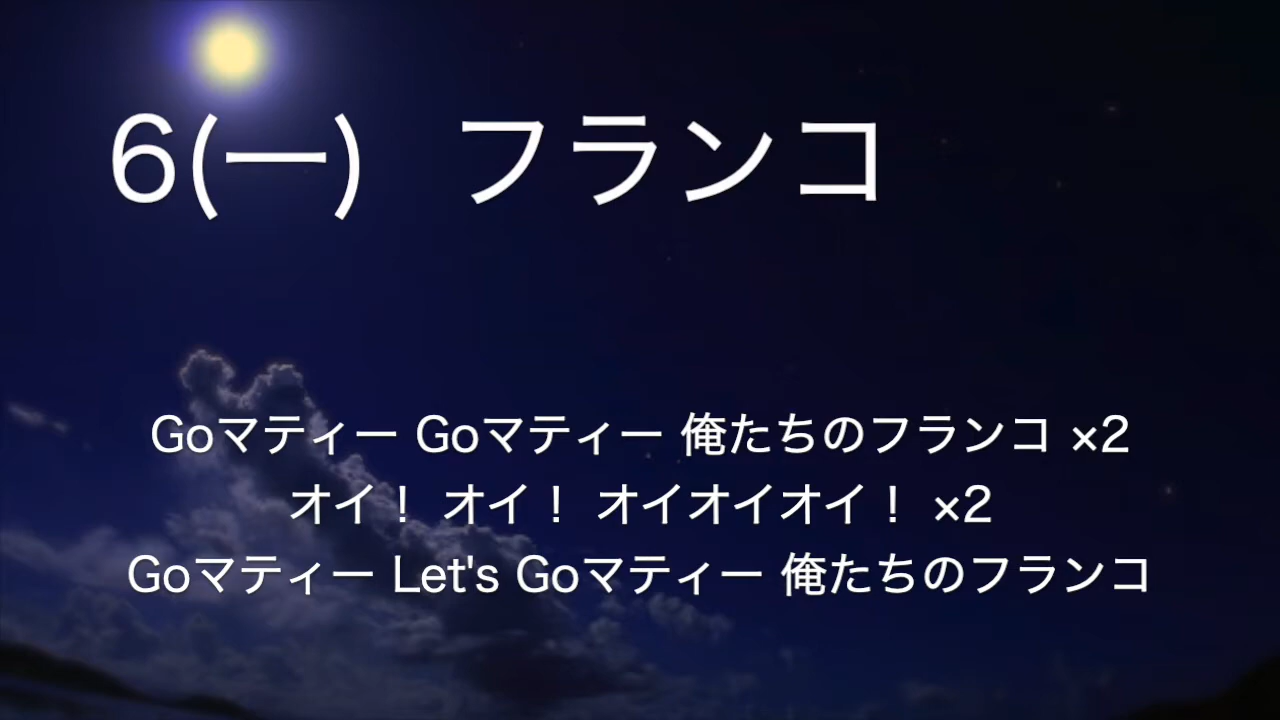 6(一) フランコ
Goマティー Goマティー 俺たちのフランコ ×2
オイ！ オイ！ オイオイオイ！ ×2
Goマティー Let's Goマティー 俺たちのフランコ